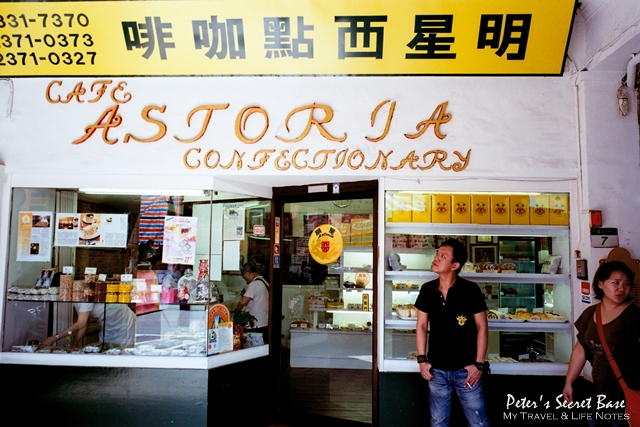 331-7370
2371-0373
2371-0327
啡咖點西星明
CAFE
ASTORIA
CONFECTIONARY
7
Peter's Secret Base
My Travel & Life Notes